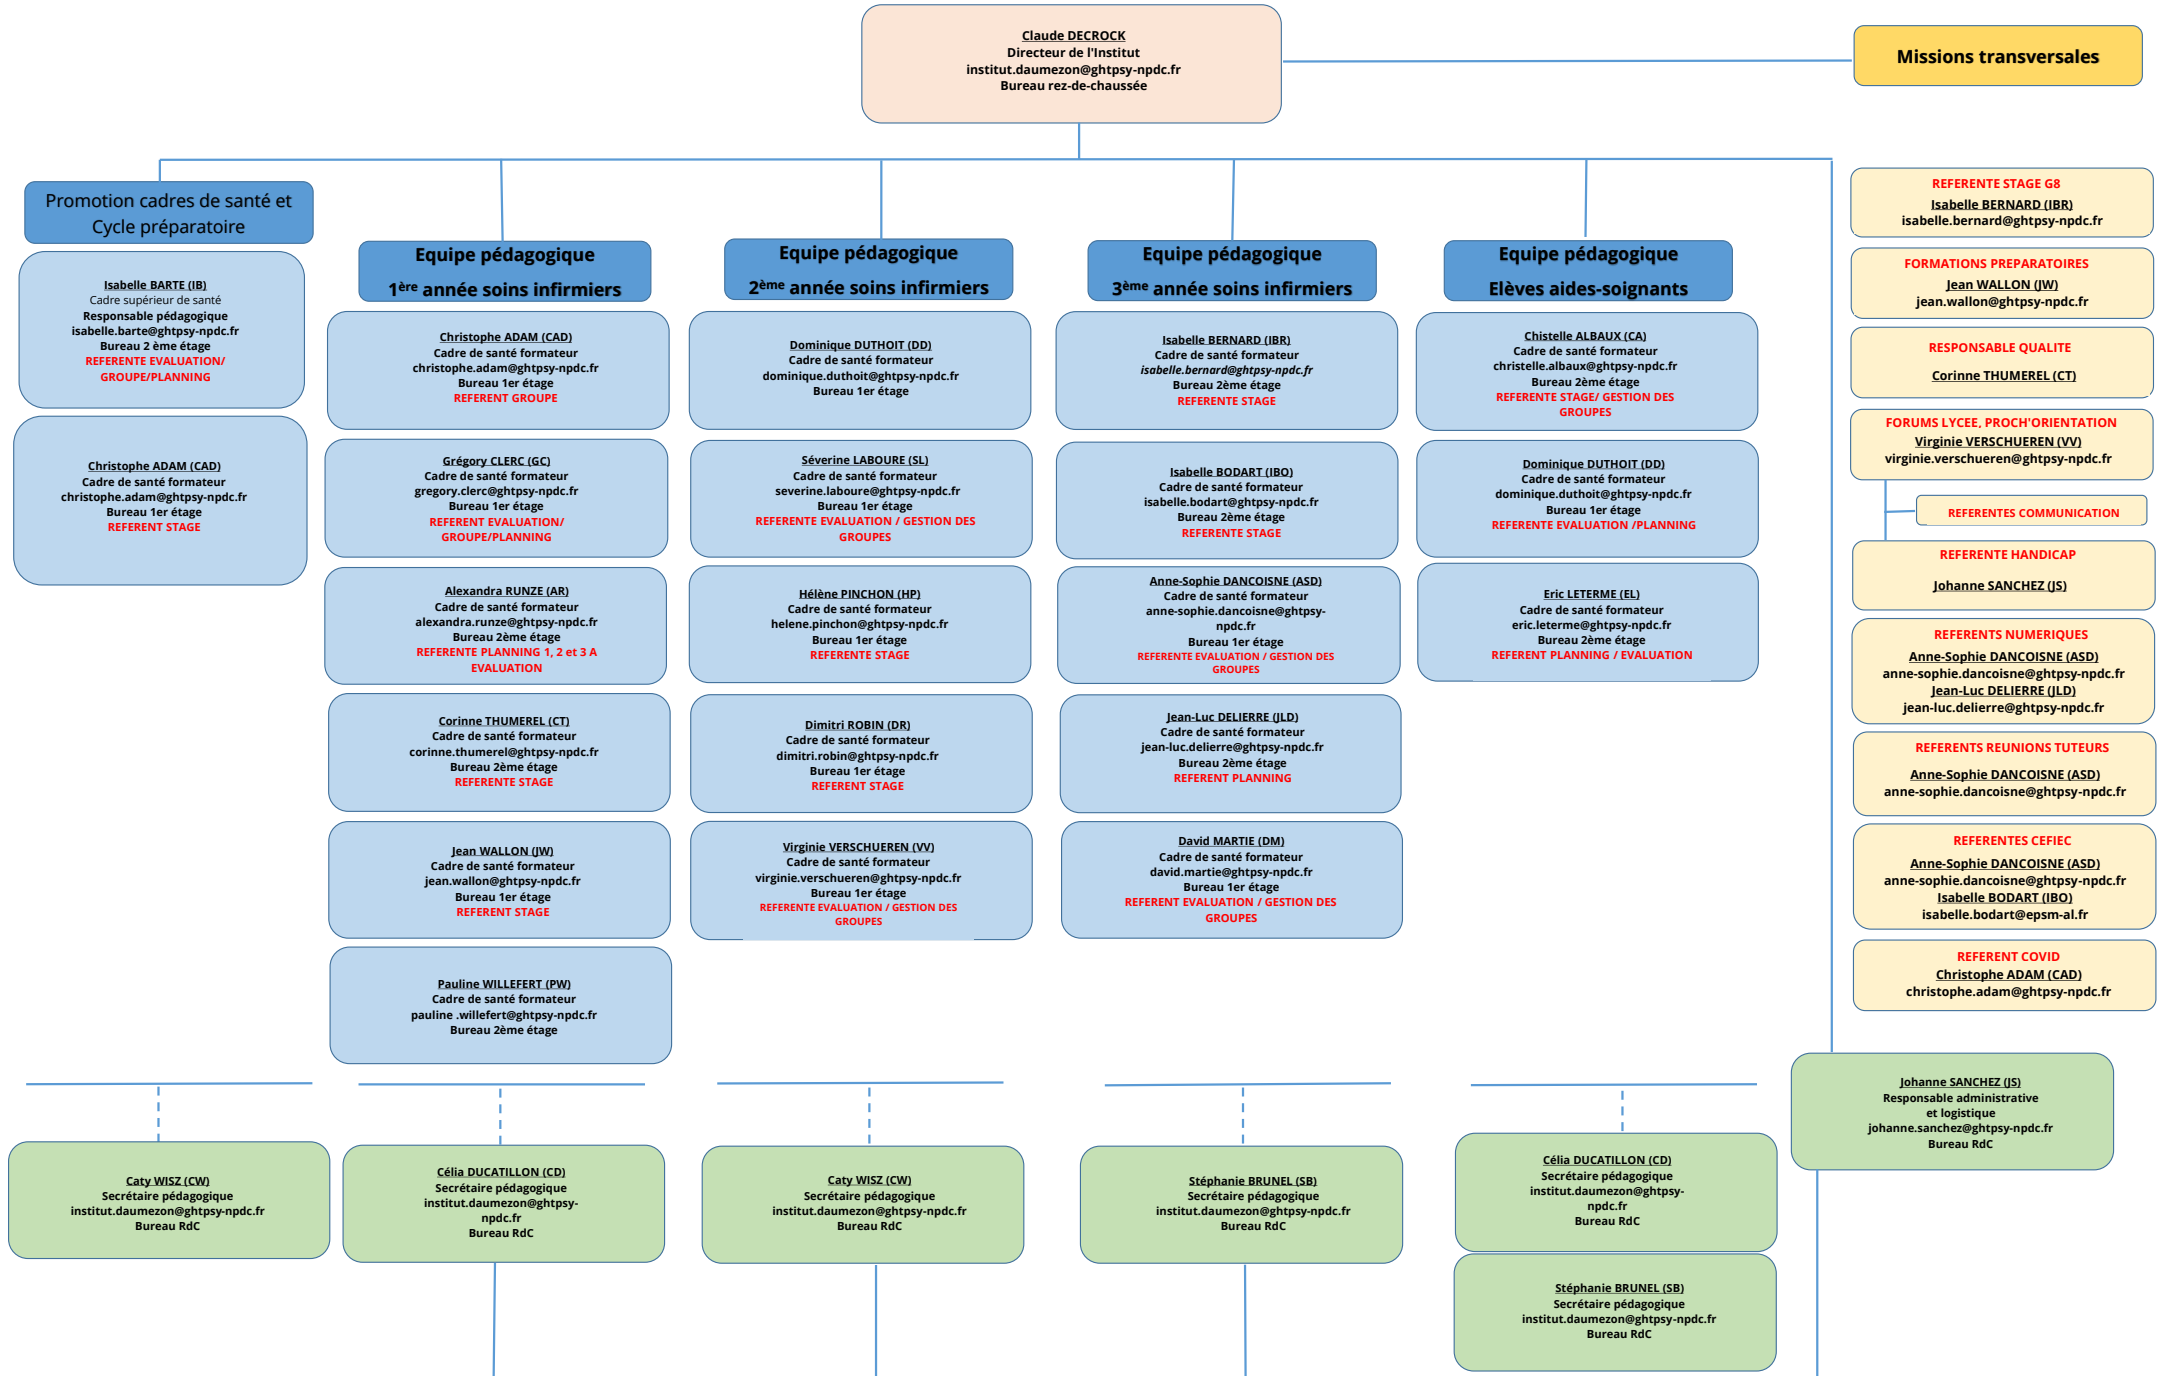 Claude DECROCK
Directeur de l'Institut
institut.daumezon@ghtpsy-npdc.fr
Bureau rez-de-chaussée
Missions transversales
Promotion cadres de santé et
Cycle préparatoire
Isabelle BARTE (IB)
Cadre supérieur de santé
Responsable pédagogique
isabelle.barte@ghtpsy-npdc.fr
Bureau 2 ème étage
REFERENTE EVALUATION/
GROUPE/PLANNING
Christophe ADAM (CAD)
Cadre de santé formateur
christophe.adam@ghtpsy-npdc.fr
Bureau 1er étage
REFERENT STAGE
Equipe pédagogique
1ère année soins infirmiers
Christophe ADAM (CAD)
Cadre de santé formateur
christophe.adam@ghtpsy-npdc.fr
Bureau 1er étage
REFERENT GROUPE
Grégory CLERC (GC)
Cadre de santé formateur
gregory.clerc@ghtpsy-npdc.fr
Bureau 1er étage
REFERENT EVALUATION/
GROUPE/PLANNING
Alexandra RUNZE (AR)
Cadre de santé formateur
alexandra.runze@ghtpsy-npdc.fr
Bureau 2ème étage
REFERENTE PLANNING 1, 2 et 3 A
EVALUATION
Corinne THUMEREL (CT)
Cadre de santé formateur
corinne.thumerel@ghtpsy-npdc.fr
Bureau 2ème étage
REFERENTE STAGE
Jean WALLON (JW)
Cadre de santé formateur
jean.wallon@ghtpsy-npdc.fr
Bureau 1er étage
REFERENT STAGE
Pauline WILLEFERT (PW)
Cadre de santé formateur
pauline .willefert@ghtpsy-npdc.fr
Bureau 2ème étage
Equipe pédagogique
2ème année soins infirmiers
Dominique DUTHOIT (DD)
Cadre de santé formateur
dominique.duthoit@ghtpsy-npdc.fr
Bureau 1er étage
Séverine LABOURE (SL)
Cadre de santé formateur
severine.laboure@ghtpsy-npdc.fr
Bureau 1er étage
REFERENTE EVALUATION / GESTION DES
GROUPES
Hélène PINCHON (HP)
Cadre de santé formateur
helene.pinchon@ghtpsy-npdc.fr
Bureau 1er étage
REFERENTE STAGE
Dimitri ROBIN (DR)
Cadre de santé formateur
dimitri.robin@ghtpsy-npdc.fr
Bureau 1er étage
REFERENT STAGE
Virginie VERSCHUEREN (VV)
Cadre de santé formateur
virginie.verschueren@ghtpsy-npdc.fr
Bureau 1er étage
REFERENTE EVALUATION / GESTION DES
GROUPES
Equipe pédagogique
3ème année soins infirmiers
Isabelle BERNARD (IBR)
Cadre de santé formateur
isabelle.bernard@ghtpsy-npdc.fr
Bureau 2ème étage
REFERENTE STAGE
Isabelle BODART (IBO)
Cadre de santé formateur
isabelle.bodart@ghtpsy-npdc.fr
Bureau 2ème étage
REFERENTE STAGE
Anne-Sophie DANCOISNE (ASD)
Cadre de santé formateur
anne-sophie.dancoisne@ghtpsy-
npdc.fr
Bureau 1er étage
REFERENTE EVALUATION / GESTION DES
GROUPES
Jean-Luc DELIERRE (JLD)
Cadre de santé formateur
jean-luc.delierre@ghtpsy-npdc.fr
Bureau 2ème étage
REFERENT PLANNING
David MARTIE (DM)
Cadre de santé formateur
david.martie@ghtpsy-npdc.fr
Bureau 1er étage
REFERENT EVALUATION / GESTION DES
GROUPES
Equipe pédagogique
Elèves aides-soignants
Chistelle ALBAUX (CA)
Cadre de santé formateur
christelle.albaux@ghtpsy-npdc.fr
Bureau 2ème étage
REFERENTE STAGE/ GESTION DES
GROUPES
Dominique DUTHOIT (DD)
Cadre de santé formateur
dominique.duthoit@ghtpsy-npdc.fr
Bureau 1er étage
REFERENTE EVALUATION /PLANNING
Eric LETERME (EL)
Cadre de santé formateur
eric.leterme@ghtpsy-npdc.fr
Bureau 2ème étage
REFERENT PLANNING / EVALUATION
REFERENTE STAGE G8
Isabelle BERNARD (IBR)
isabelle.bernard@ghtpsy-npdc.fr
FORMATIONS PREPARATOIRES
Jean WALLON (JW)
jean.wallon@ghtpsy-npdc.fr
RESPONSABLE QUALITE
Corinne THUMEREL (CT)
FORUMS LYCEE, PROCH'ORIENTATION
Virginie VERSCHUEREN (VV)
virginie.verschueren@ghtpsy-npdc.fr
REFERENTES COMMUNICATION
REFERENTE HANDICAP
Johanne SANCHEZ (JS)
REFERENTS NUMERIQUES
Anne-Sophie DANCOISNE (ASD)
anne-sophie.dancoisne@ghtpsy-npdc.fr
Jean-Luc DELIERRE (JLD)
jean-luc.delierre@ghtpsy-npdc.fr
REFERENTS REUNIONS TUTEURS
Anne-Sophie DANCOISNE (ASD)
anne-sophie.dancoisne@ghtpsy-npdc.fr
REFERENTES CEFIEC
Anne-Sophie DANCOISNE (ASD)
anne-sophie.dancoisne@ghtpsy-npdc.fr
Isabelle BODART (IBO)
isabelle.bodart@epsm-al.fr
REFERENT COVID
Christophe ADAM (CAD)
christophe.adam@ghtpsy-npdc.fr
Johanne SANCHEZ (JS)
Responsable administrative
et logistique
johanne.sanchez@ghtpsy-npdc.fr
Bureau RdC
Caty WISZ (CW)
Secrétaire pédagogique
institut.daumezon@ghtpsy-npdc.fr
Bureau RdC
Célia DUCATILLON (CD)
Secrétaire pédagogique
institut.daumezon@ghtpsy-
npdc.fr
Bureau RdC
Caty WISZ (CW)
Secrétaire pédagogique
institut.daumezon@ghtpsy-npdc.fr
Bureau RdC
Stéphanie BRUNEL (SB)
Secrétaire pédagogique
institut.daumezon@ghtpsy-npdc.fr
Bureau RdC
Célia DUCATILLON (CD)
Secrétaire pédagogique
institut.daumezon@ghtpsy-
npdc.fr
Bureau RdC
Stéphanie BRUNEL (SB)
Secrétaire pédagogique
institut.daumezon@ghtpsy-npdc.fr
Bureau RdC